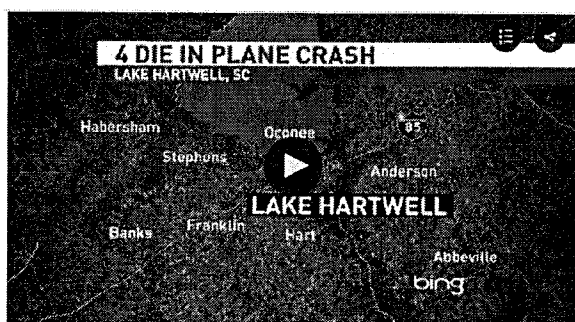 4 DIE IN PLANE CRASH
LAKE HARTWELL, SC
Habersham
Oconee
85
Stephens
Anderson
LAKE HARTWELL
Banks
Franklin
Hart
Abbeville
bing